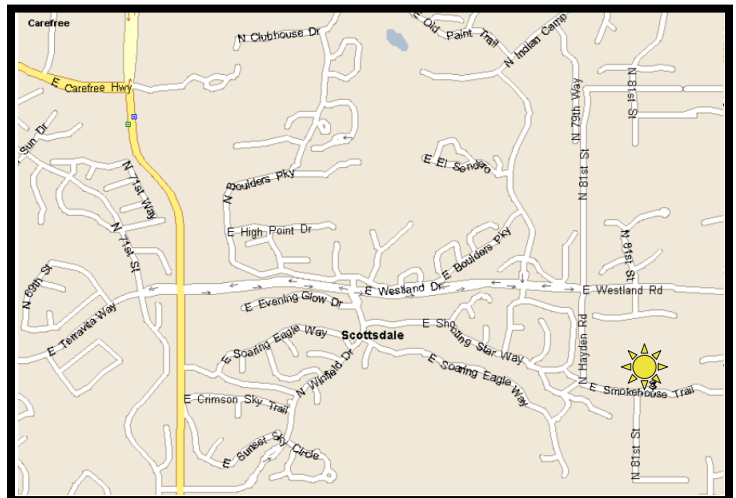 Carefree
N Clubhouse Dr
E Old Paint Trail
N Indian Camp
E Carefree Hwy
N 79th Way
N 81st St
N 81st St
Sun Dr
N 71st Way
E El Sendero
N Boulders Pky
N 71st St
E High Point Dr
E Boulders Pky
N 81st St
N 69th St
E Westland Dr
E Westland Rd
E Evening Glow Dr
E Terravita Way
E Shooting Star Way
Scottsdale
E Soaring Eagle Way
N Hayden Rd
E Soaring Eagle Way
N Winfield Dr
E Smokehouse Trail
E Crimson Sky Trail
E Sunset Sky Circle
N 81st St